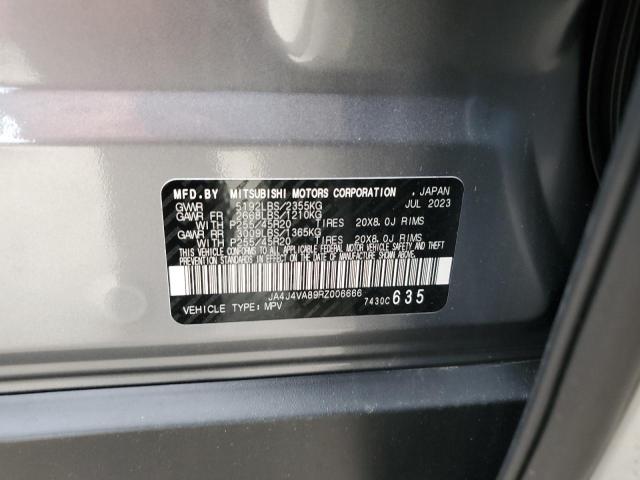 MFD.BY MITSUBISHI MOTORS CORPORATION . JAPAN
GVWR 5192LBS/2355KG JUL 2023
GAWR FR 2668LBS/1210KG
WITH P255/45R20 TIRES 20X8.0J RIMS
GAWR RR 3009LBS/1365KG
WITH P255/45R20 TIRES 20X8.0J RIMS
THIS VEHICLE CONFORMS TO ALL APPLICABLE FEDERAL MOTOR VEHICLE SAFETY AND THEFT
PREVENTION STANDARDS IN EFFECT ON THE DATE OF MANUFACTURE SHOWN ABOVE.
JA4J4VA89RZ006666
VEHICLE TYPE: MPV 7430C 635